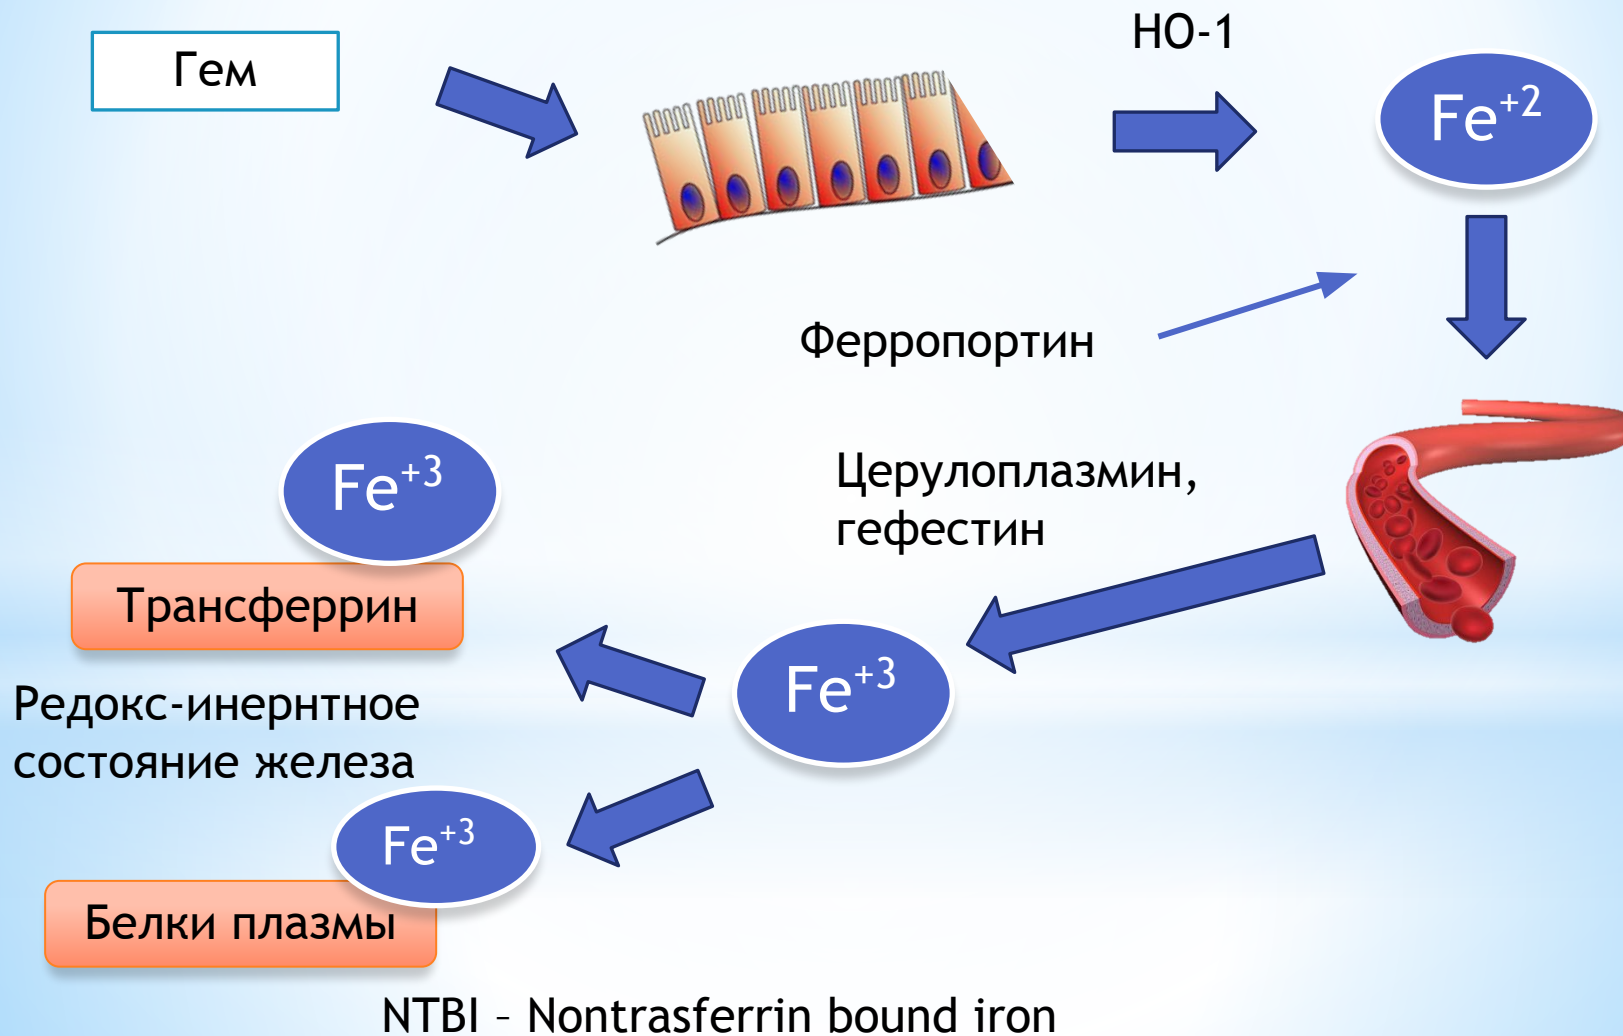 Гем
HO-1
Fe+2
Ферропортин
Церулоплазмин,
гефестин
Fe+3
Трансферрин
Fe+3
Редокс-инернтное
состояние железа
Fe+3
Белки плазмы
NTBI – Nontrasferrin bound iron